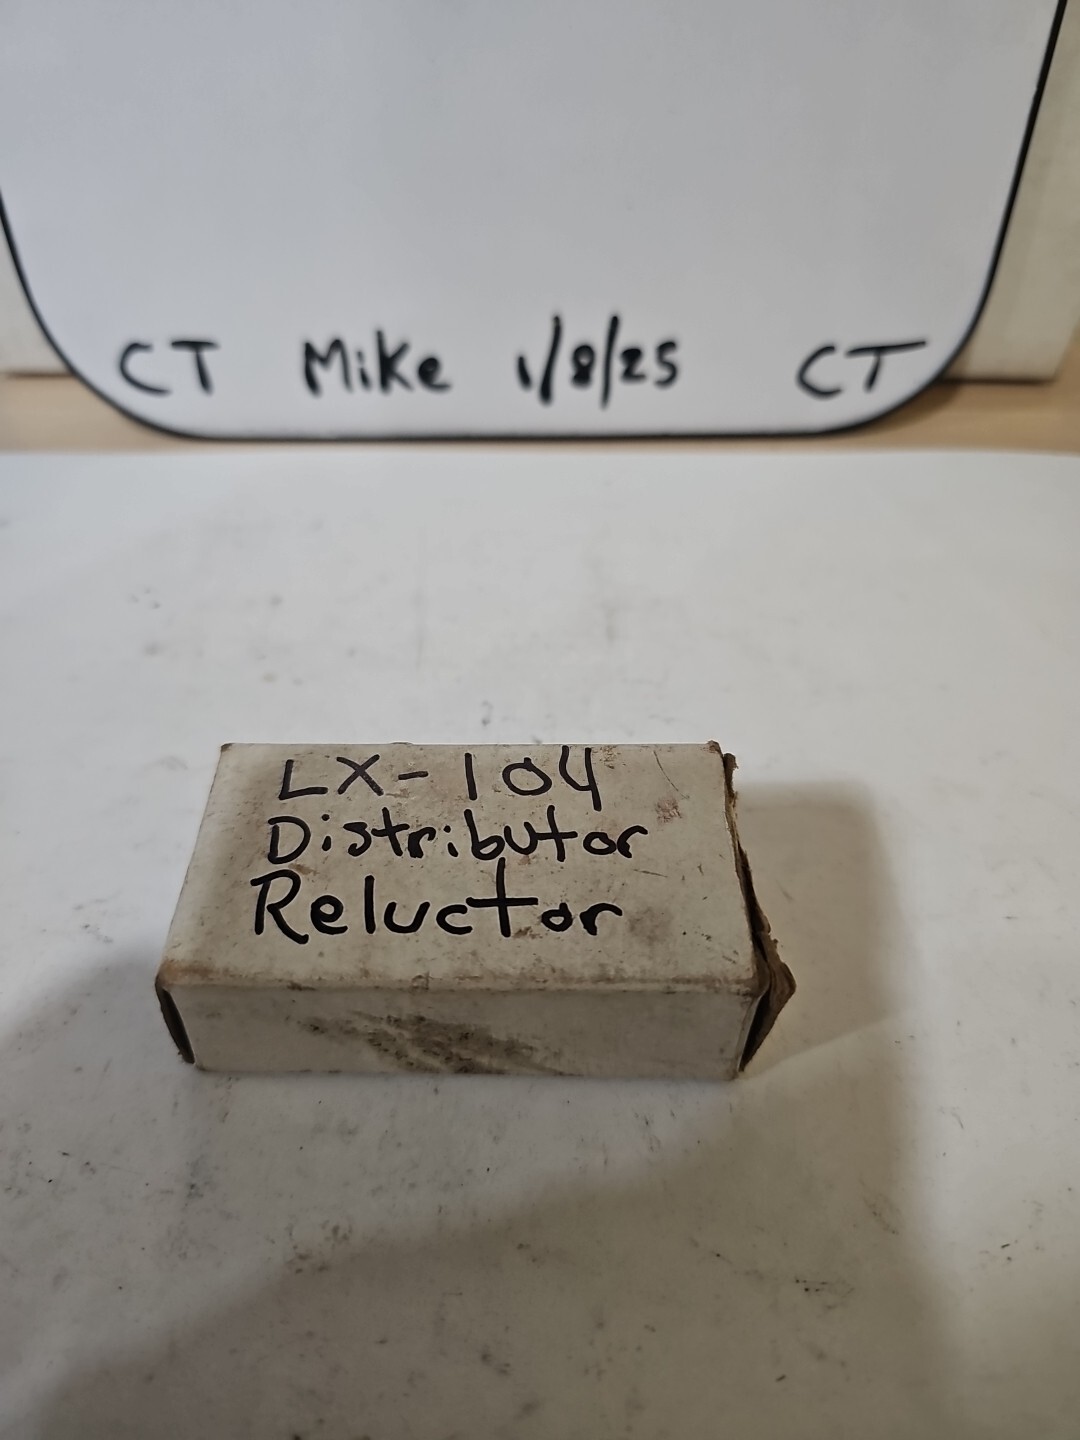 CT Mike 1/8/25 CT
LX-104
Distributor
Reluctor